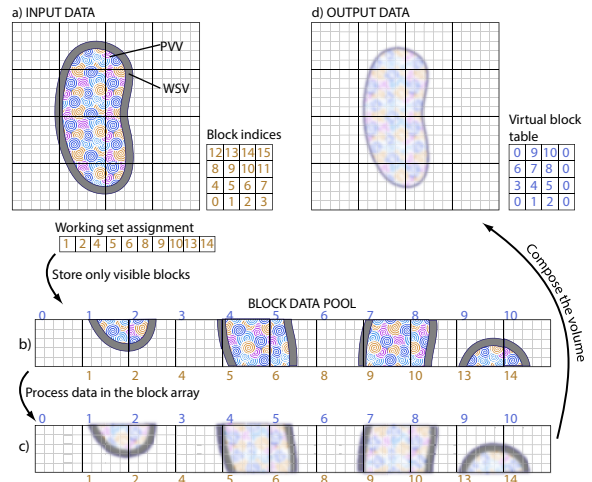 a) INPUT DATA
PVV
WSV
Block indices
12 13 14 15
8 9 10 11
4 5 6 7
0 1 2 3
d) OUTPUT DATA
Virtual block
table
0 9 10 0
6 7 8 0
3 4 5 0
0 1 2 0
Working set assignment
1 2 4 5 6 8 9 10 13 14
Store only visible blocks
BLOCK DATA POOL
0 1 2 3 4 5 6 7 8 9 10
b)
1 2 4 5 6 8 9 10 13 14
Process data in the block array
0 1 2 3 4 5 6 7 8 9 10
c)
1 2 4 5 6 8 9 10 13 14
Compose the volume